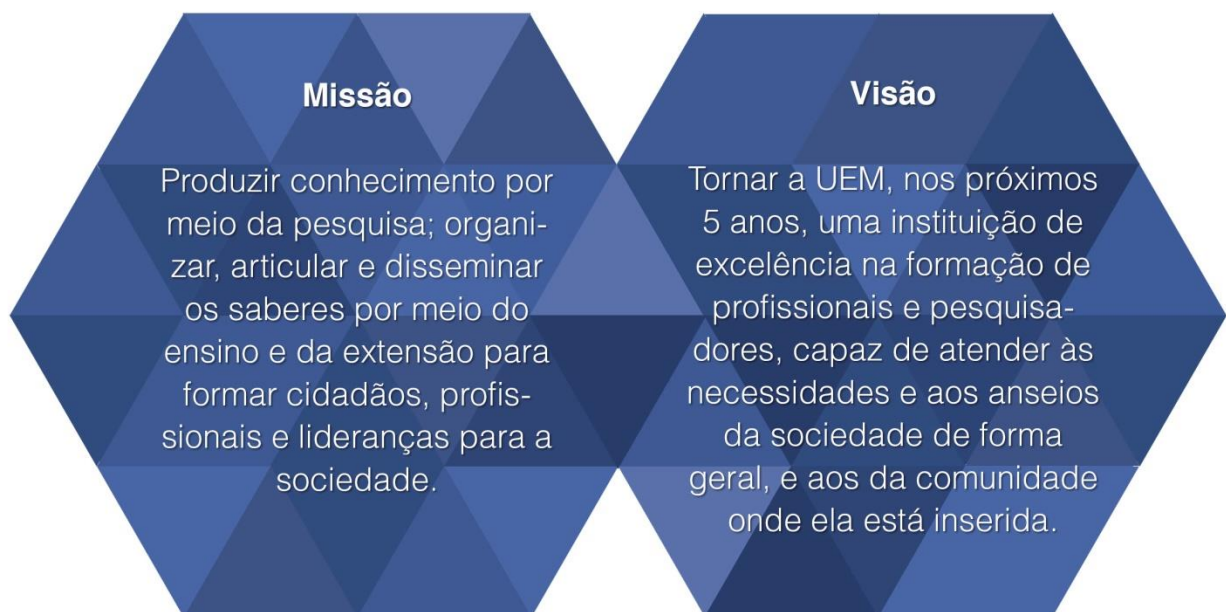 Missão
Produzir conhecimento por
meio da pesquisa; organi-
zar, articular e disseminar
os saberes por meio do
ensino e da extensão para
formar cidadãos, profis-
sionais e lideranças para a
sociedade.
Visão
Tornar a UEM, nos próximos
5 anos, uma instituição de
excelência na formação de
profissionais e pesquisa-
dores, capaz de atender às
necessidades e aos anseios
da sociedade de forma
geral, e aos da comunidade
onde ela está inserida.